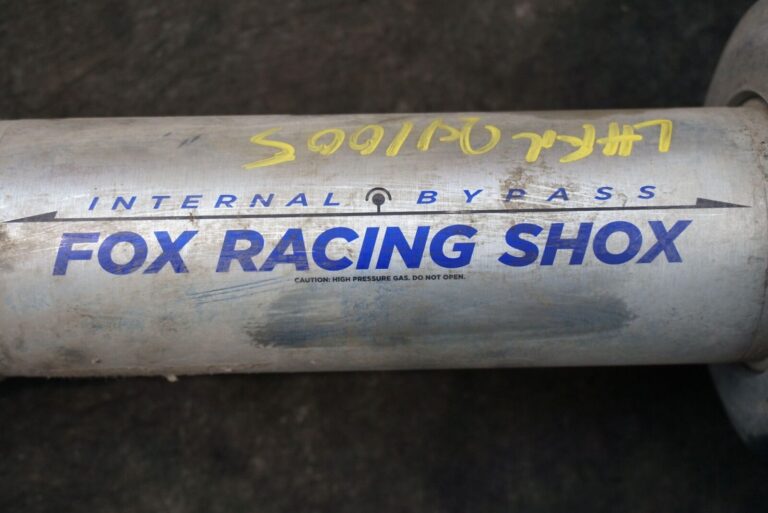 INTERNAL BYPASS
FOX RACING SHOX
CAUTION: HIGH PRESSURE GAS. DO NOT OPEN.